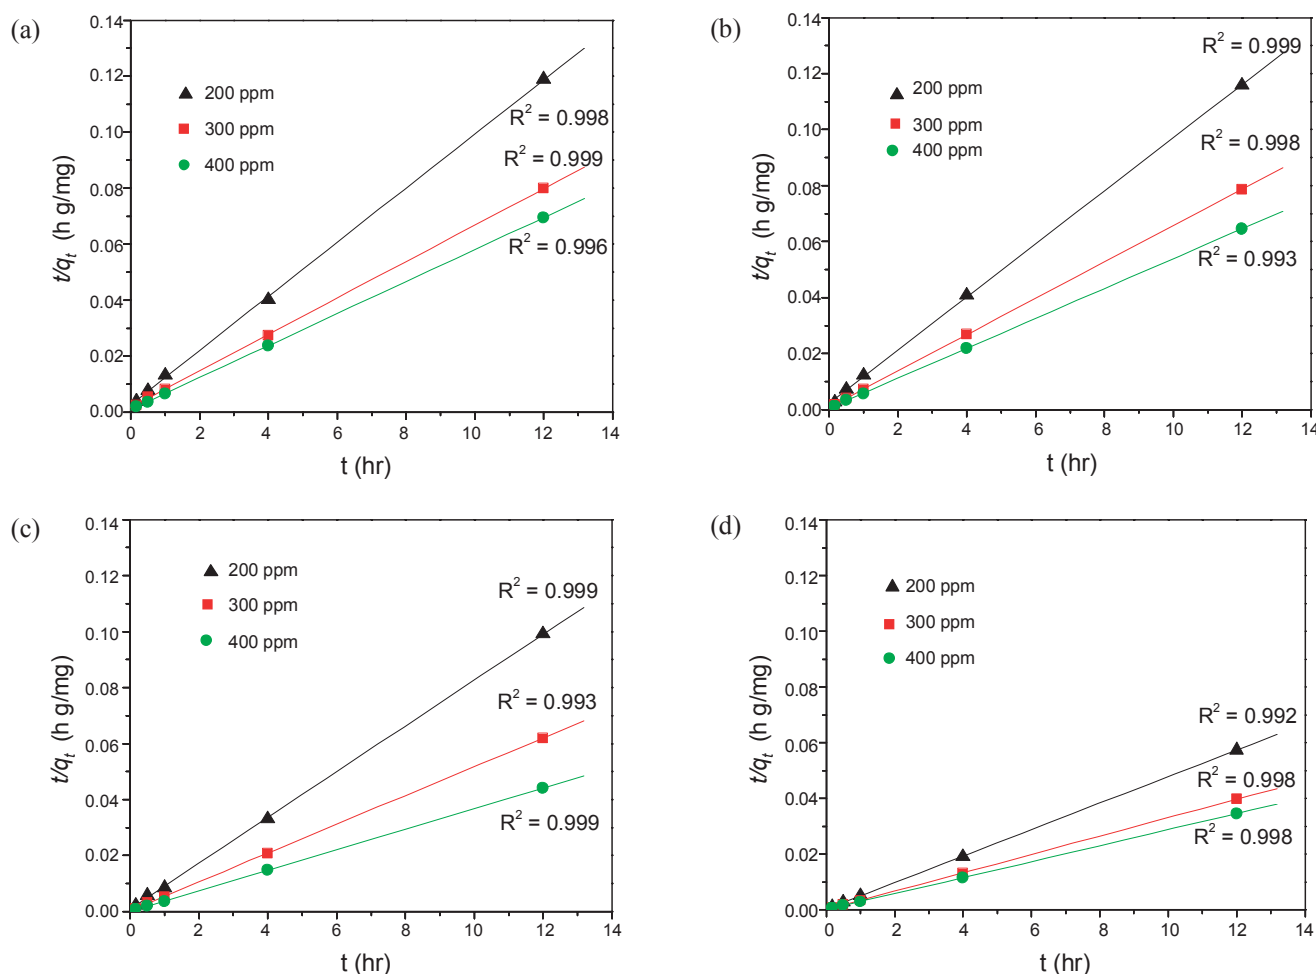 (a)
0.14
0.12
0.10
0.08
0.06
0.04
0.02
0.00
t/qₜ (h g/mg)
200 ppm
300 ppm
400 ppm
R² = 0.998
R² = 0.999
R² = 0.996
0 2 4 6 8 10 12 14
t (hr)
(b)
0.14
0.12
0.10
0.08
0.06
0.04
0.02
0.00
t/qₜ (h g/mg)
200 ppm
300 ppm
400 ppm
R² = 0.999
R² = 0.998
R² = 0.993
0 2 4 6 8 10 12 14
t (hr)
(c)
0.14
0.12
0.10
0.08
0.06
0.04
0.02
0.00
t/qₜ (h g/mg)
200 ppm
300 ppm
400 ppm
R² = 0.999
R² = 0.993
R² = 0.999
0 2 4 6 8 10 12 14
t (hr)
(d)
0.14
0.12
0.10
0.08
0.06
0.04
0.02
0.00
t/qₜ (h g/mg)
200 ppm
300 ppm
400 ppm
R² = 0.992
R² = 0.998
R² = 0.998
0 2 4 6 8 10 12 14
t (hr)